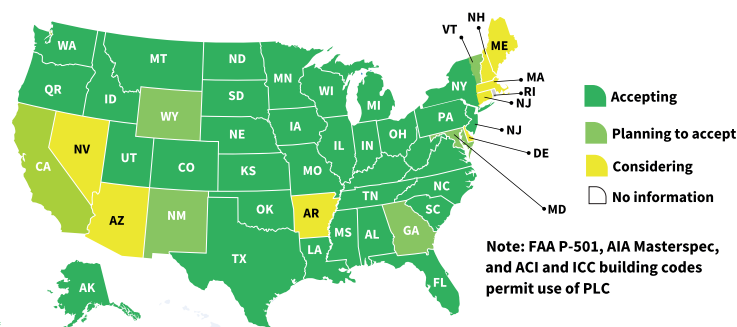 NH
VT
ME
WA
MT
ND
MN
QR
ID
SD
WI
MI
NY
MA
RI
NJ
WY
Accepting
NV
NE
IA
PA
NJ
Planning to accept
CA
UT
CO
KS
MO
IL
IN
OH
DE
Considering
AZ
NM
OK
AR
TN
NC
MD
No information
TX
LA
MS
AL
GA
SC
Note: FAA P-501, AIA Masterspec,
and ACI and ICC building codes
permit use of PLC
AK
FL